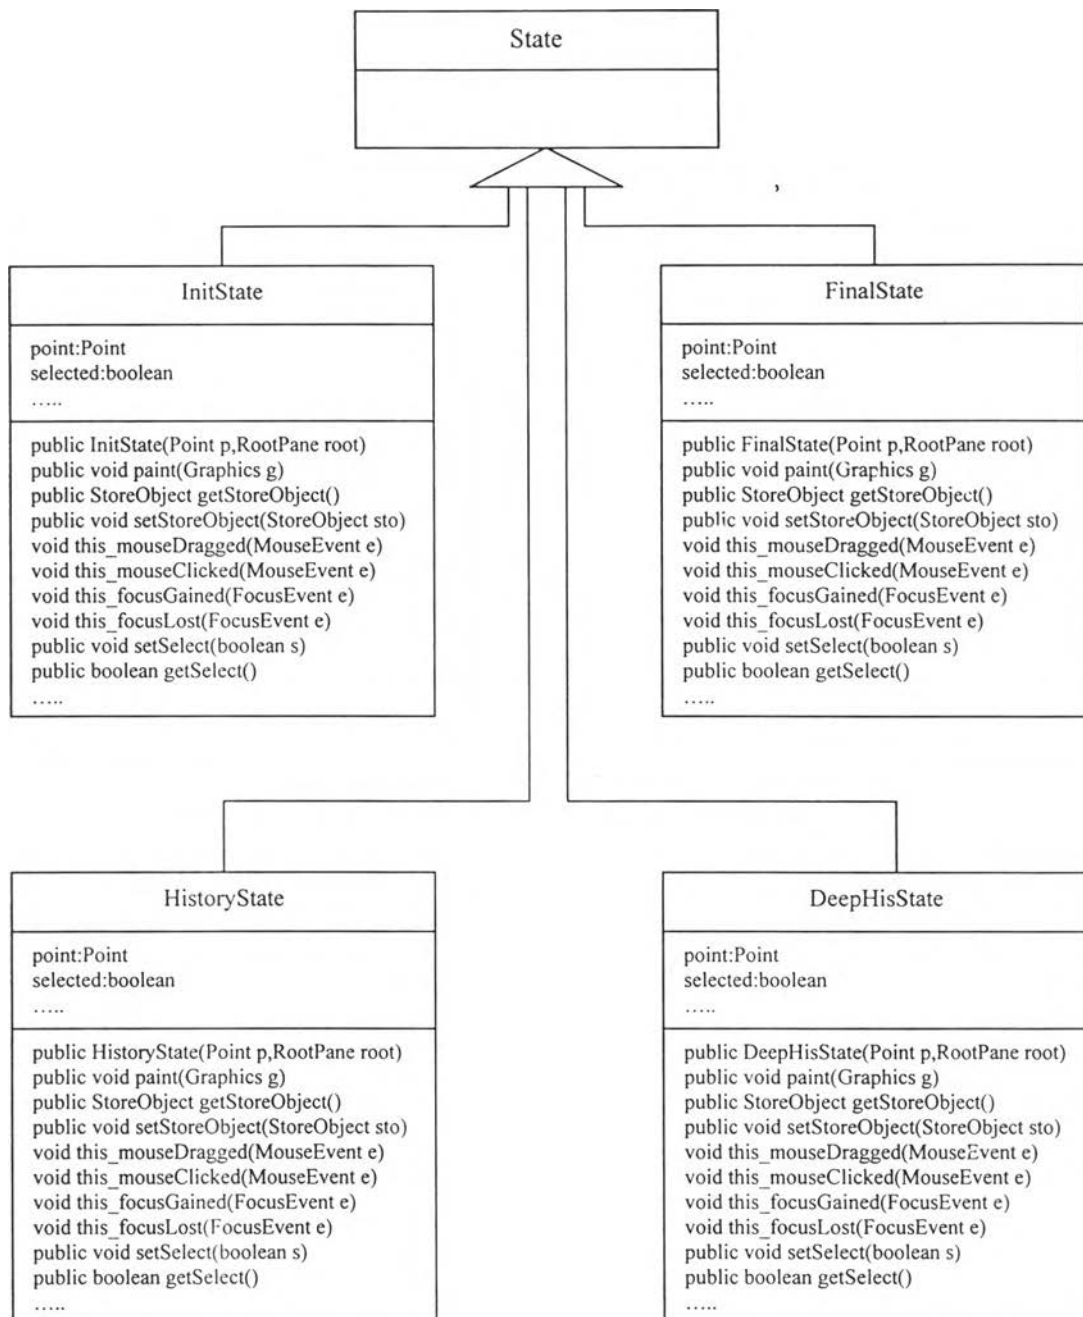 State
InitState
point:Point
selected:boolean
.....
public InitState(Point p,RootPane root)
public void paint(Graphics g)
public StoreObject getStoreObject()
public void setStoreObject(StoreObject sto)
void this_mouseDragged(MouseEvent e)
void this_mouseClicked(MouseEvent e)
void this_focusGained(FocusEvent e)
void this_focusLost(FocusEvent e)
public void setSelect(boolean s)
public boolean getSelect()
.....
FinalState
point:Point
selected:boolean
.....
public FinalState(Point p,RootPane root)
public void paint(Graphics g)
public StoreObject getStoreObject()
public void setStoreObject(StoreObject sto)
void this_mouseDragged(MouseEvent e)
void this_mouseClicked(MouseEvent e)
void this_focusGained(FocusEvent e)
void this_focusLost(FocusEvent e)
public void setSelect(boolean s)
public boolean getSelect()
.....
HistoryState
point:Point
selected:boolean
.....
public HistoryState(Point p,RootPane root)
public void paint(Graphics g)
public StoreObject getStoreObject()
public void setStoreObject(StoreObject sto)
void this_mouseDragged(MouseEvent e)
void this_mouseClicked(MouseEvent e)
void this_focusGained(FocusEvent e)
void this_focusLost(FocusEvent e)
public void setSelect(boolean s)
public boolean getSelect()
.....
DeepHisState
point:Point
selected:boolean
.....
public DeepHisState(Point p,RootPane root)
public void paint(Graphics g)
public StoreObject getStoreObject()
public void setStoreObject(StoreObject sto)
void this_mouseDragged(MouseEvent e)
void this_mouseClicked(MouseEvent e)
void this_focusGained(FocusEvent e)
void this_focusLost(FocusEvent e)
public void setSelect(boolean s)
public boolean getSelect()
.....